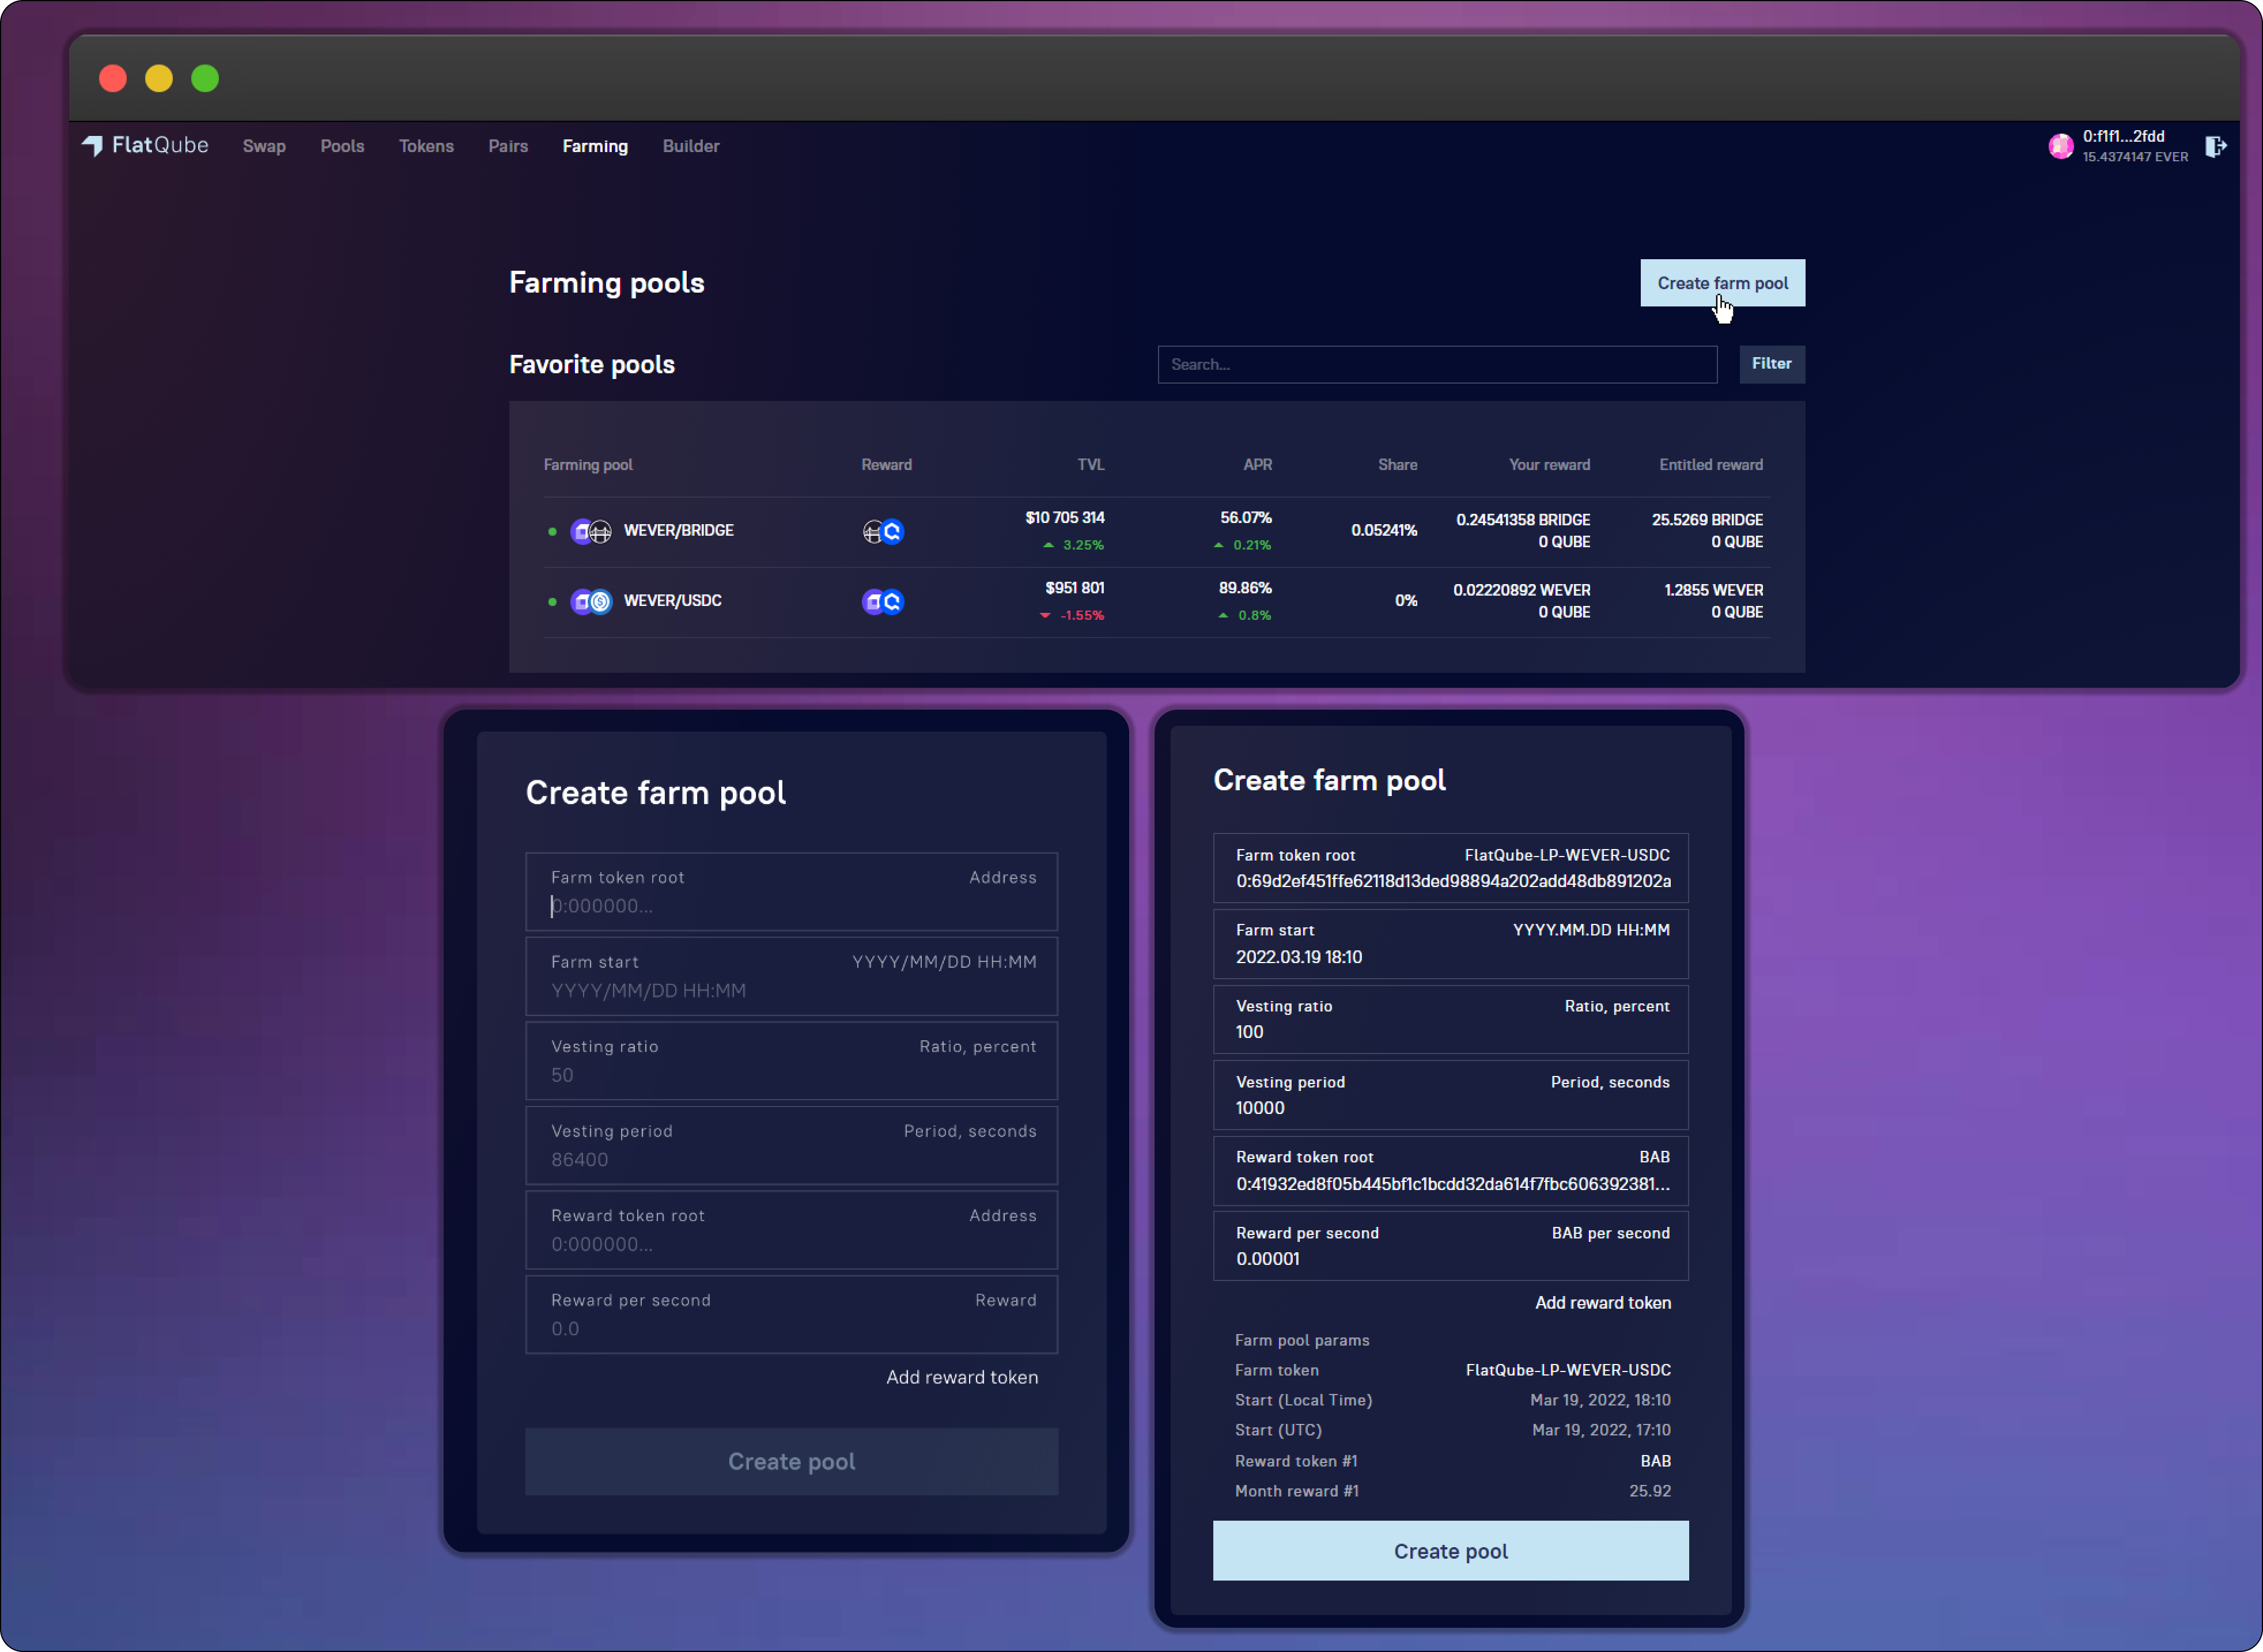 FlatQube Swap Pools Tokens Pairs Farming Builder 0:f1f1...2fdd
15.4374147 EVER
Farming pools Create farm pool
Favorite pools Search... Filter
Farming pool Reward TVL APR Share Your reward Entitled reward
WEVER/BRIDGE $10 705 314 56.07% 0.05241% 0.24541358 BRIDGE 25.5269 BRIDGE
3.25% 0.21% 0 QUBE 0 QUBE
WEVER/USDC $951 801 89.86% 0% 0.02220892 WEVER 1.2855 WEVER
-1.55% 0.8% 0 QUBE 0 QUBE
Create farm pool
Farm token root Address
0:000000...
Farm start YYYY/MM/DD HH:MM
YYYY/MM/DD HH:MM
Vesting ratio Ratio, percent
50
Vesting period Period, seconds
86400
Reward token root Address
0:000000...
Reward per second Reward
0.0
Add reward token
Create pool
Create farm pool
Farm token root FlatQube-LP-WEVER-USDC
0:69d2ef451ffe62118d13ded98894a202add48db891202a
Farm start YYYY.MM.DD HH:MM
2022.03.19 18:10
Vesting ratio Ratio, percent
100
Vesting period Period, seconds
10000
Reward token root BAB
0:41932ed8f05b445bf1c1bcdd32da614f7fbc606392381...
Reward per second BAB per second
0.00001
Add reward token
Farm pool params
Farm token FlatQube-LP-WEVER-USDC
Start (Local Time) Mar 19, 2022, 18:10
Start (UTC) Mar 19, 2022, 17:10
Reward token #1 BAB
Month reward #1 25.92
Create pool